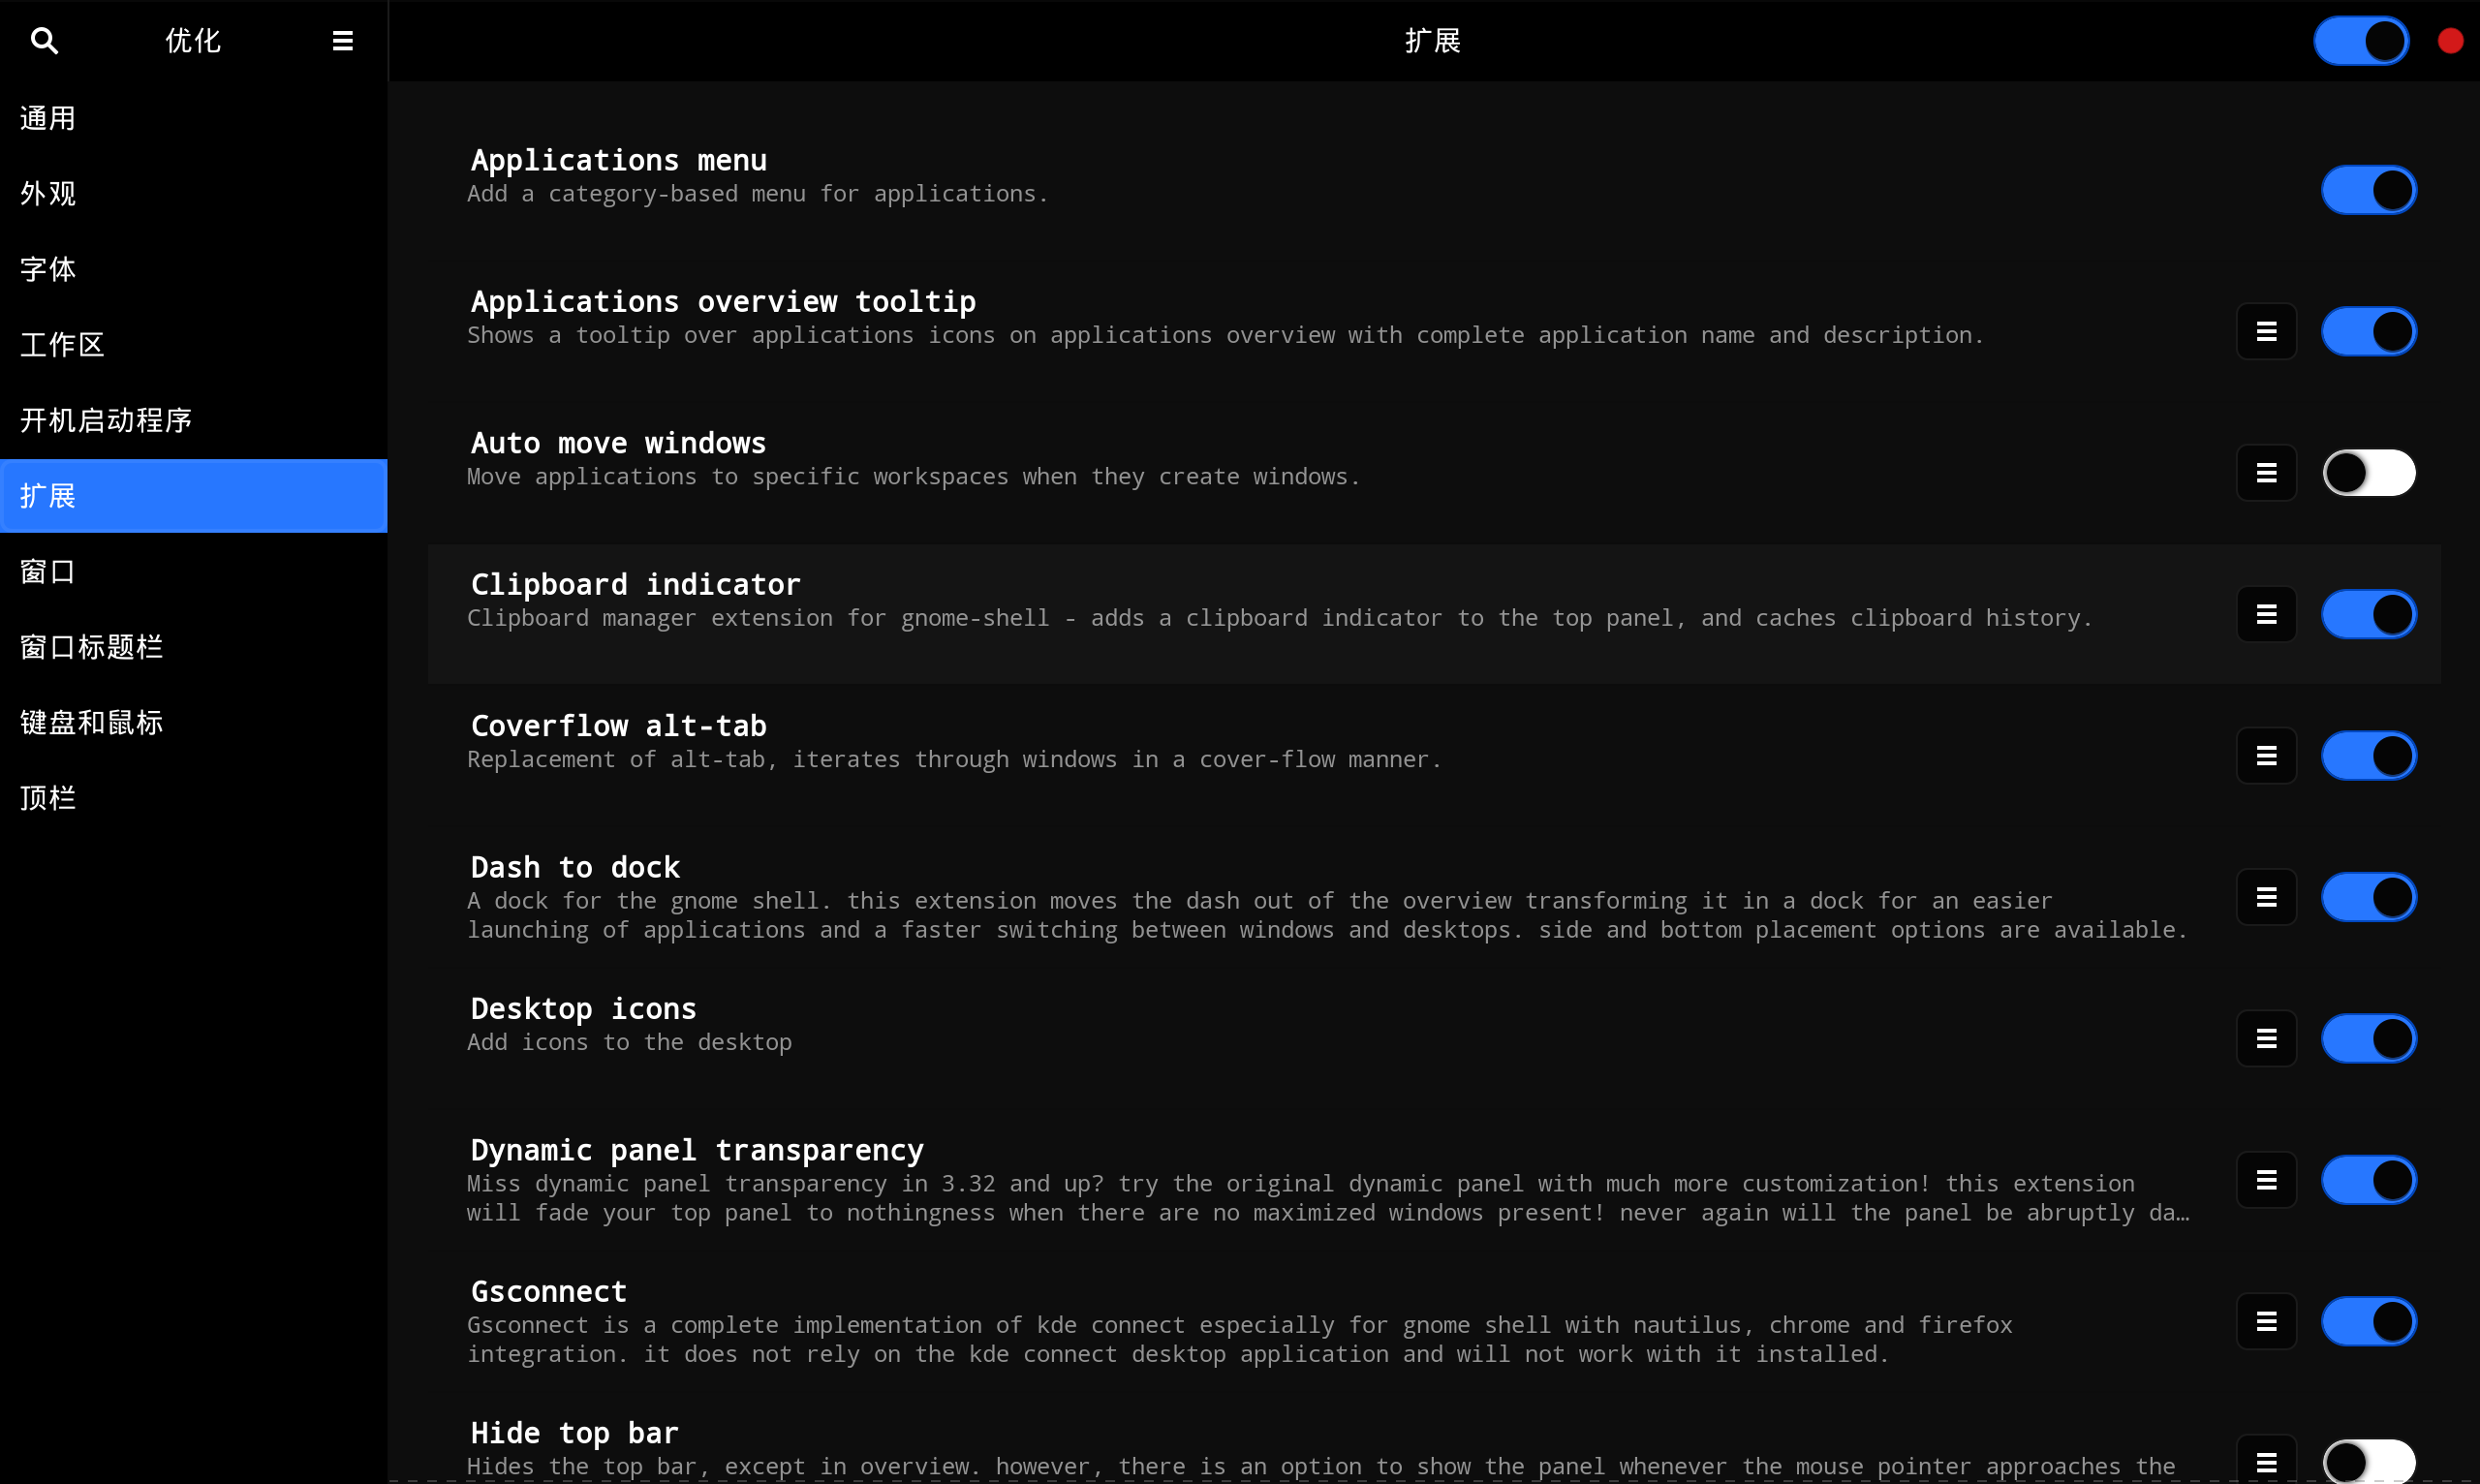 优化
扩展
通用
外观
字体
工作区
开机启动程序
扩展
窗口
窗口标题栏
键盘和鼠标
顶栏
Applications menu
Add a category-based menu for applications.
Applications overview tooltip
Shows a tooltip over applications icons on applications overview with complete application name and description.
Auto move windows
Move applications to specific workspaces when they create windows.
Clipboard indicator
Clipboard manager extension for gnome-shell - adds a clipboard indicator to the top panel, and caches clipboard history.
Coverflow alt-tab
Replacement of alt-tab, iterates through windows in a cover-flow manner.
Dash to dock
A dock for the gnome shell. this extension moves the dash out of the overview transforming it in a dock for an easier
launching of applications and a faster switching between windows and desktops. side and bottom placement options are available.
Desktop icons
Add icons to the desktop
Dynamic panel transparency
Miss dynamic panel transparency in 3.32 and up? try the original dynamic panel with much more customization! this extension
will fade your top panel to nothingness when there are no maximized windows present! never again will the panel be abruptly da…
Gsconnect
Gsconnect is a complete implementation of kde connect especially for gnome shell with nautilus, chrome and firefox
integration. it does not rely on the kde connect desktop application and will not work with it installed.
Hide top bar
Hides the top bar, except in overview. however, there is an option to show the panel whenever the mouse pointer approaches the